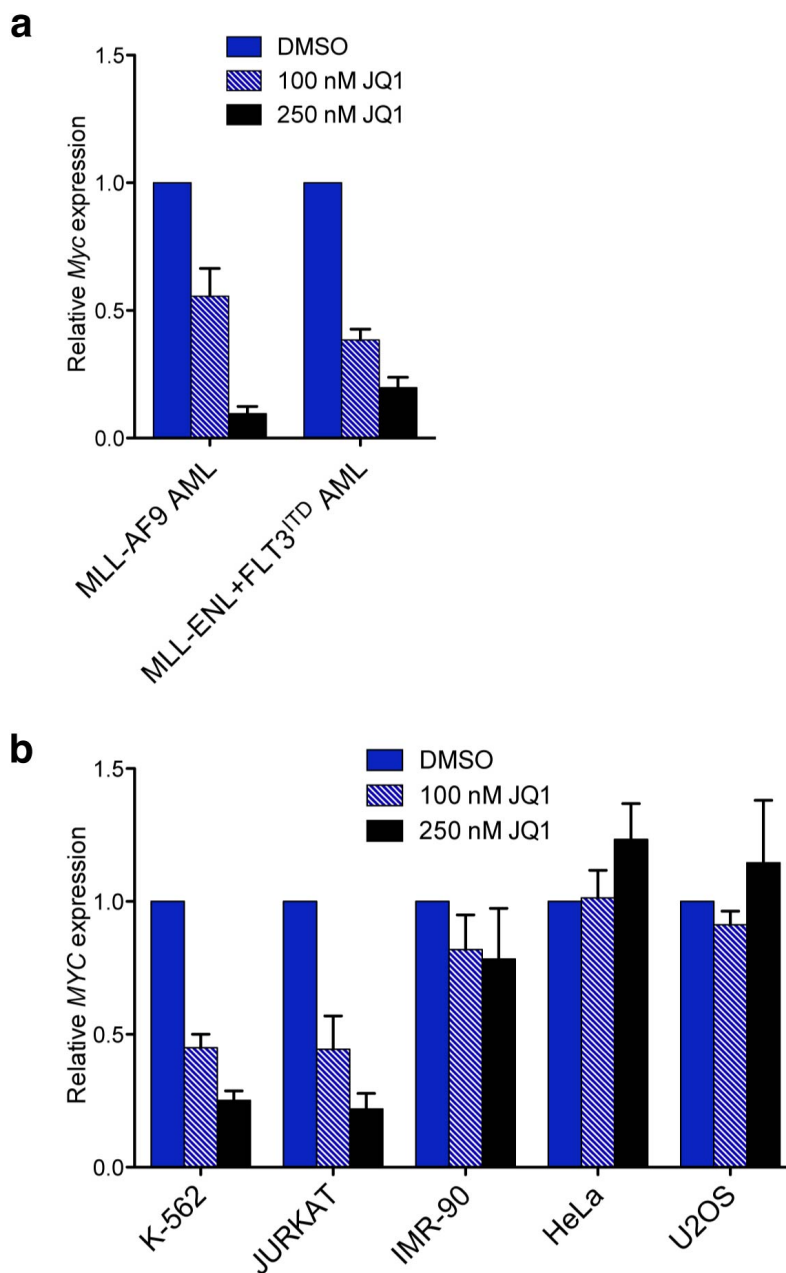 a
1.5
DMSO
100 nM JQ1
250 nM JQ1
Relative Myc expression
1.0
0.5
0.0
MLL-AF9 AML
MLL-ENL+FLT3ITD AML
b
1.5
DMSO
100 nM JQ1
250 nM JQ1
Relative MYC expression
1.0
0.5
0.0
K-562
JURKAT
IMR-90
HeLa
U2OS